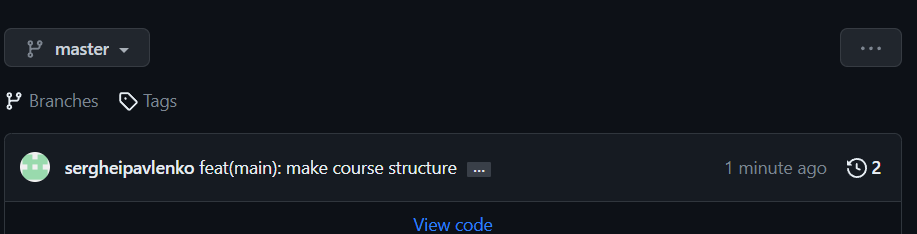 master
...
Branches Tags
sergheipavlenko feat(main): make course structure ... 1 minute ago 2
View code